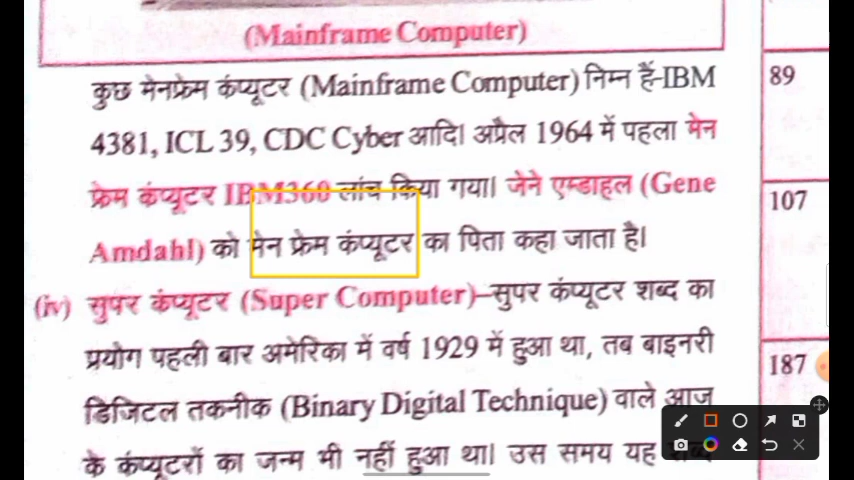 (Mainframe Computer)
कुछ मेनफ्रेम कंप्यूटर (Mainframe Computer) निम्न हैं-IBM
4381, ICL 39, CDC Cyber आदि। अप्रैल 1964 में पहला मेन
फ्रेम कंप्यूटर IBM360 लांच किया गया। जेने एम्डाहल (Gene
Amdahl) को मेन फ्रेम कंप्यूटर का पिता कहा जाता है।
(iv) सुपर कंप्यूटर (Super Computer)–सुपर कंप्यूटर शब्द का
प्रयोग पहली बार अमेरिका में वर्ष 1929 में हुआ था, तब बाइनरी
डिजिटल तकनीक (Binary Digital Technique) वाले आज
के कंप्यूटरों का जन्म भी नहीं हुआ था। उस समय यह शब्द
89
107
187